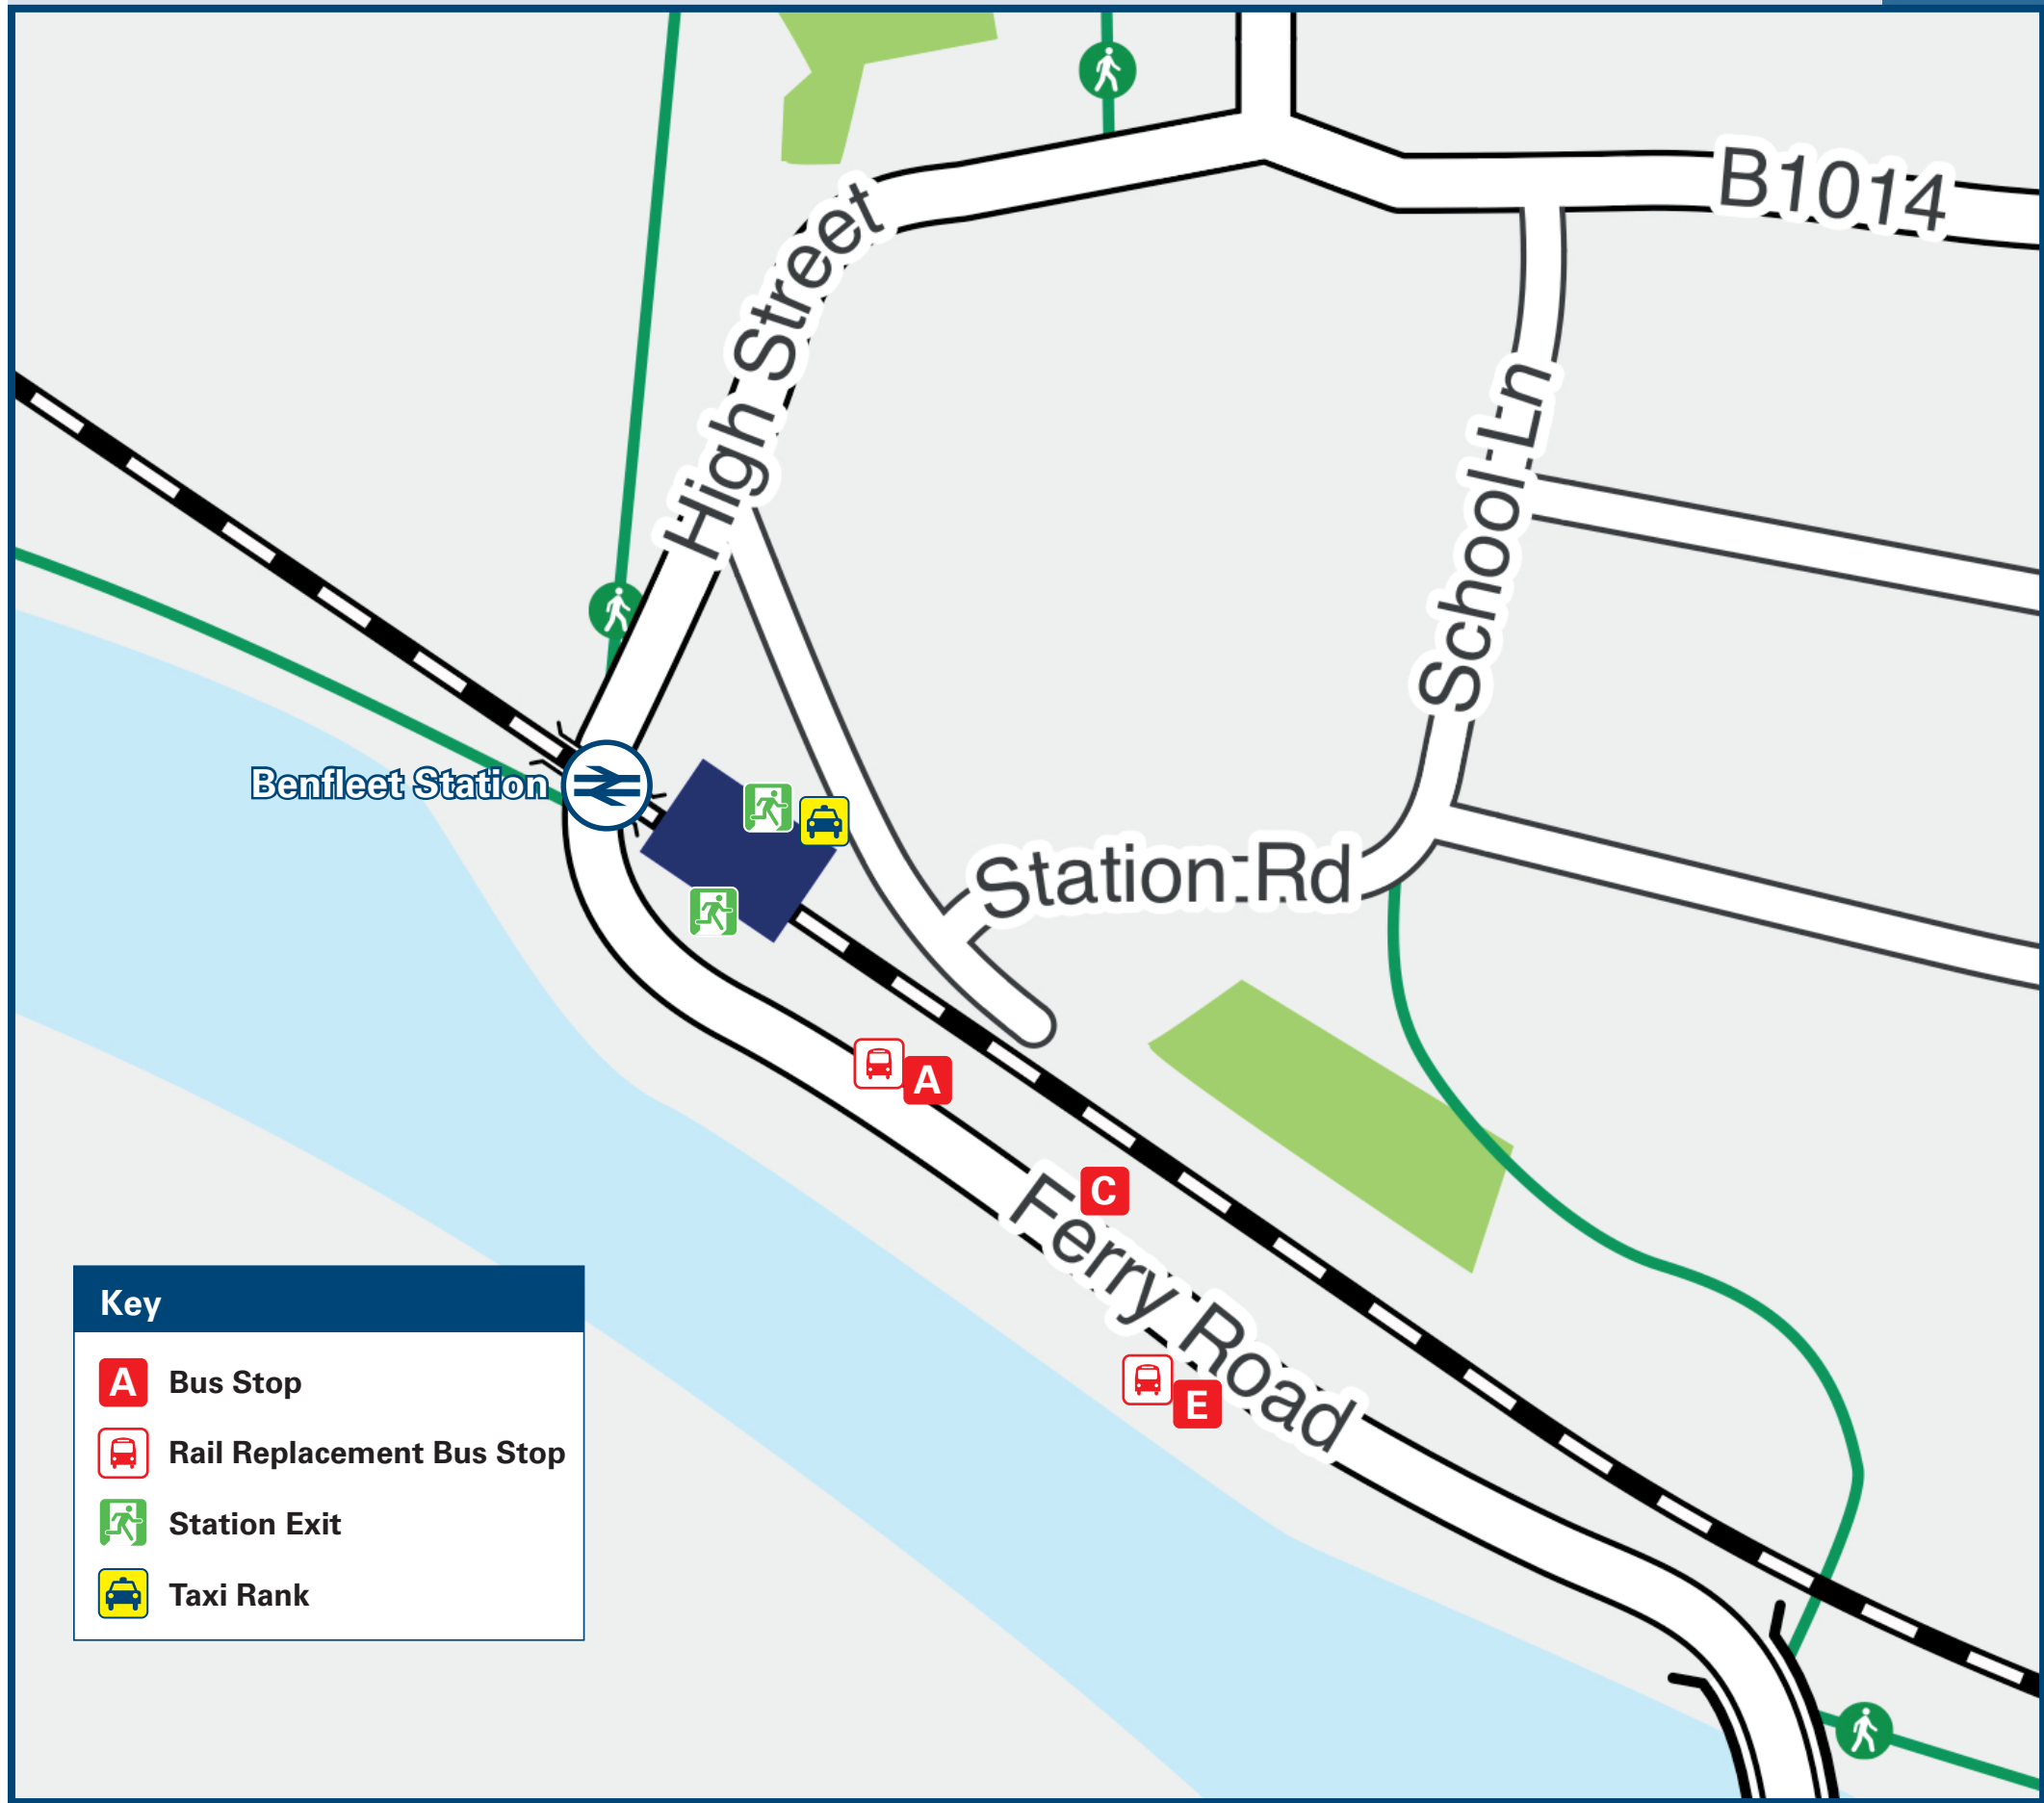 B1014
High Street
School Ln
Benfleet Station
Station Rd
A
C
Ferry Road
E
Key
A Bus Stop
Rail Replacement Bus Stop
Station Exit
Taxi Rank